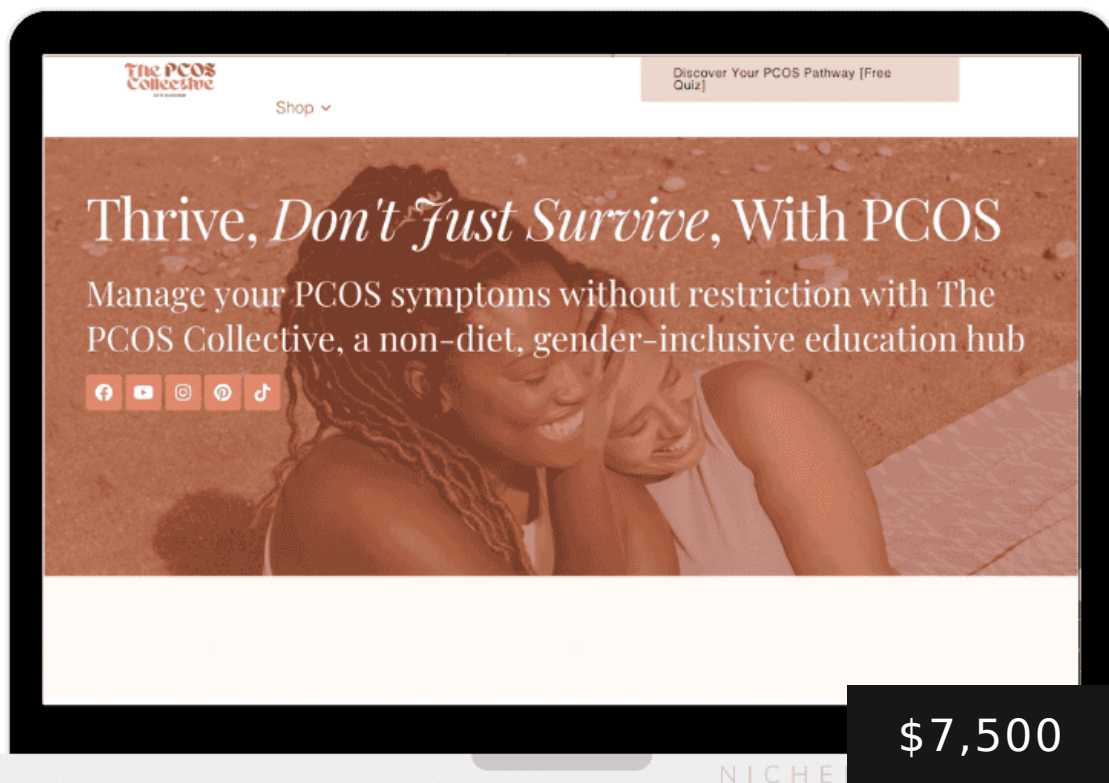 The PCOS
Collective
Shop
Discover Your PCOS Pathway [Free
Quiz]
Thrive, Don't Just Survive, With PCOS
Manage your PCOS symptoms without restriction with The
PCOS Collective, a non-diet, gender-inclusive education hub
$7,500